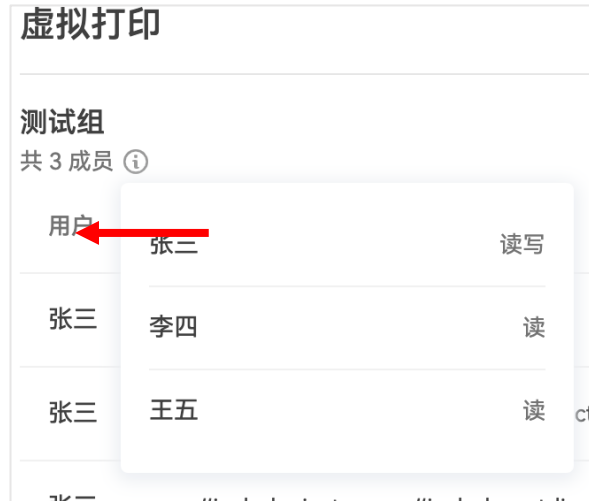 虚拟打印
测试组
共 3 成员
用户
张三 读写
张三
李四 读
张三
王五 读